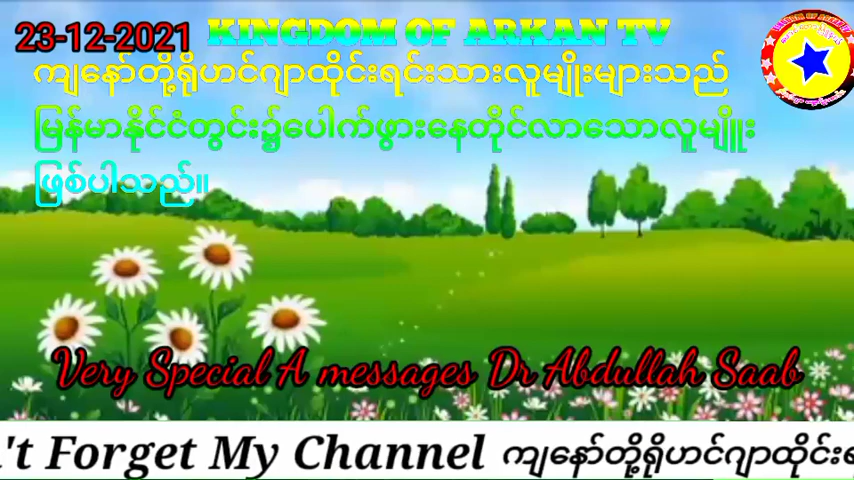 23-12-2021 KINGDOM OF ARKAN TV
ကျနော်တို့ရိုဟင်ဂျာထိုင်းရင်းသားလူမျိုးများသည်
မြန်မာနိုင်ငံတွင်း၌ပေါက်ဖွားနေတိုင်လာသောလူမျိူး
ဖြစ်ပါသည်။
Very Special A messages Dr Abdullah Saab
't Forget My Channel ကျနော်တို့ရိုဟင်ဂျာထိုင်းရ